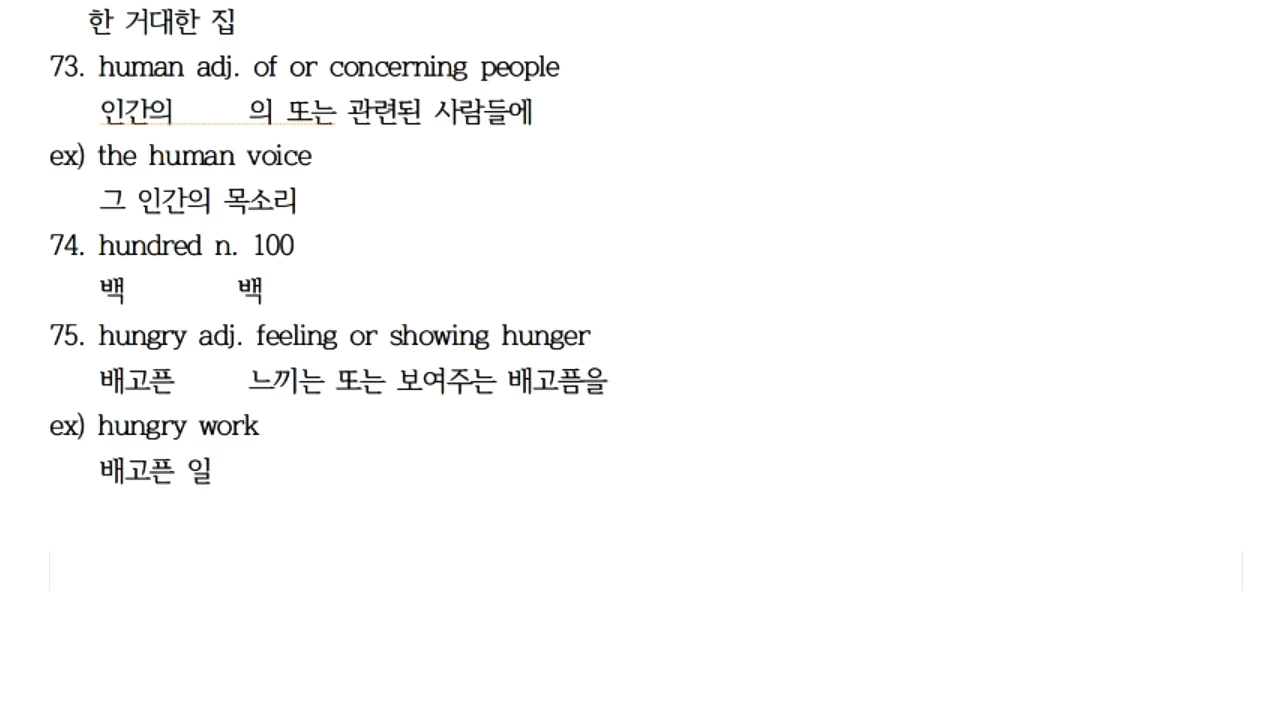 한 거대한 집
73. human adj. of or concerning people
인간의 의 또는 관련된 사람들에
ex) the human voice
그 인간의 목소리
74. hundred n. 100
백 백
75. hungry adj. feeling or showing hunger
배고픈 느끼는 또는 보여주는 배고픔을
ex) hungry work
배고픈 일